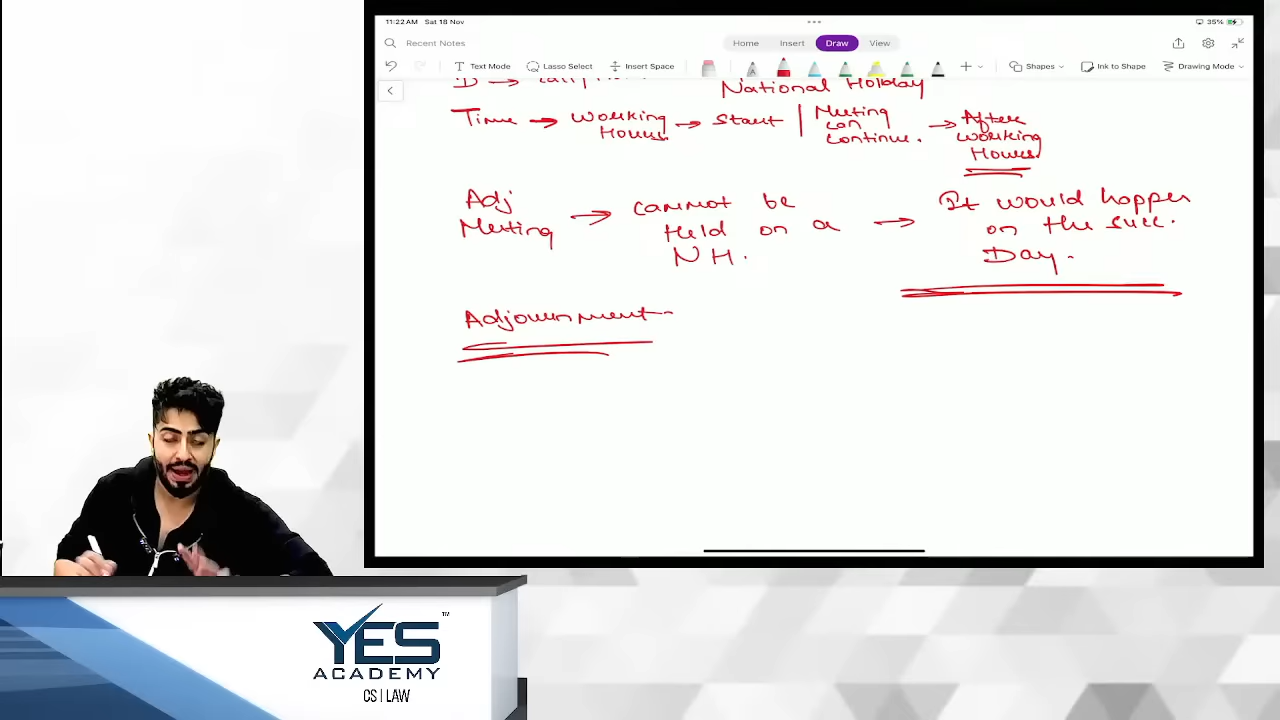 11:22 AM Sat 18 Nov
35%
Recent Notes
Home Insert Draw View
Text Mode Lasso Select Insert Space Shapes Ink to Shape Drawing Mode
National Holiday
Time → Working Hours. → Start | Meeting can continue. → After Working Hours.
Adj Meeting → cannot be Held on a NH. → It would happen on the succ. Day.
Adjournment
YES™
ACADEMY
CS | LAW